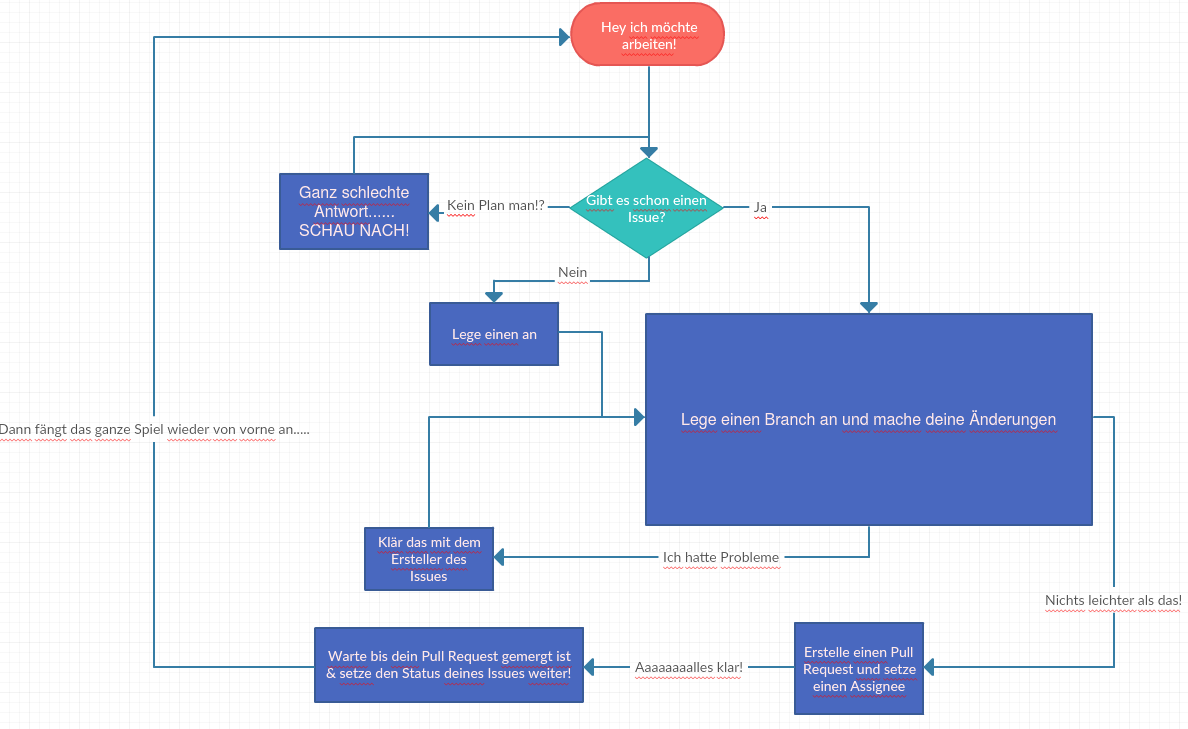 Hey ich möchte
arbeiten!
Ganz schlechte
Antwort......
SCHAU NACH!
Kein Plan man!?
Gibt es schon einen
Issue?
Ja
Nein
Lege einen an
Lege einen Branch an und mache deine Änderungen
Dann fängt das ganze Spiel wieder von vorne an.....
Klär das mit dem
Ersteller des
Issues
Ich hatte Probleme
Nichts leichter als das!
Warte bis dein Pull Request gemergt ist
& setze den Status deines Issues weiter!
Aaaaaaaalles klar!
Erstelle einen Pull
Request und setze
einen Assignee